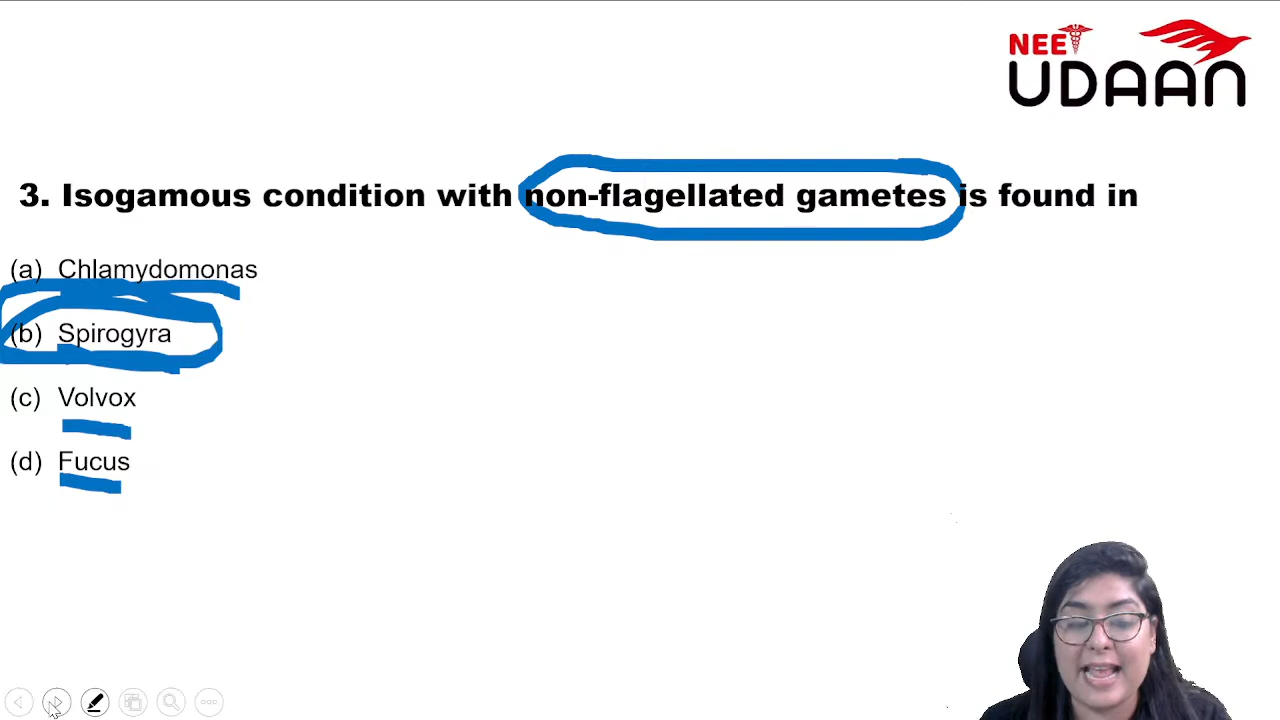 NEET
UDAAN
3. Isogamous condition with non-flagellated gametes is found in
(a) Chlamydomonas
(b) Spirogyra
(c) Volvox
(d) Fucus